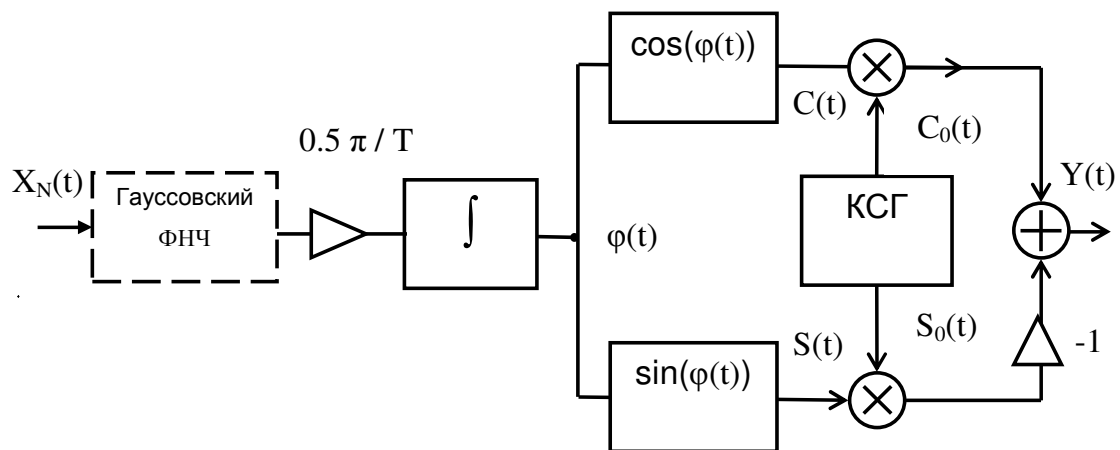 cos(φ(t))
C(t)
C₀(t)
0.5 π / T
X_N(t)
Гауссовский
ФНЧ
∫
φ(t)
КСГ
Y(t)
S(t)
S₀(t)
-1
sin(φ(t))